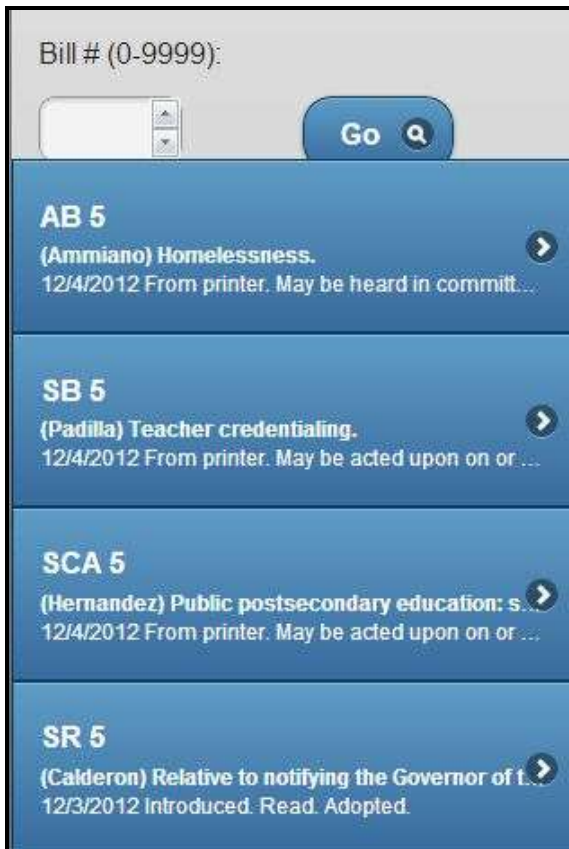 Bill # (0-9999):
Go
AB 5
(Ammiano) Homelessness.
12/4/2012 From printer. May be heard in committ...
SB 5
(Padilla) Teacher credentialing.
12/4/2012 From printer. May be acted upon on or ...
SCA 5
(Hernandez) Public postsecondary education: s...
12/4/2012 From printer. May be acted upon on or ...
SR 5
(Calderon) Relative to notifying the Governor of t...
12/3/2012 Introduced. Read. Adopted.